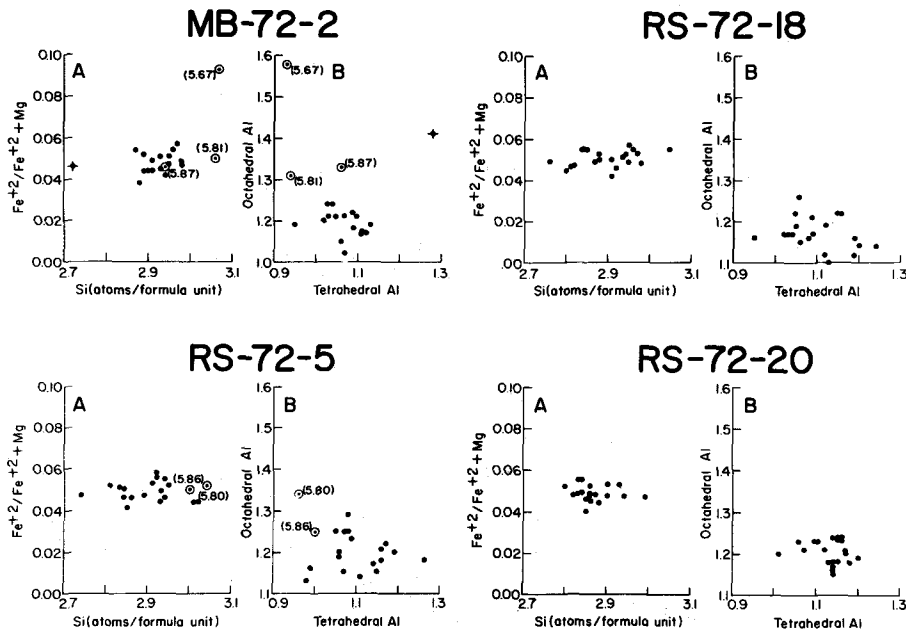 MB-72-2
RS-72-18
A
B
Fe+2/Fe+2 + Mg
0.10
0.08
0.06
0.04
0.02
0.00
2.7
2.9
3.1
Si(atoms/formula unit)
(5.67)
(5.81)
(5.87)
Octahedral Al
1.6
1.5
1.4
1.3
1.2
1.0
0.9
1.1
1.3
Tetrahedral Al
(5.67)
(5.87)
(5.81)
A
B
Fe+2/Fe+2 + Mg
0.10
0.08
0.06
0.04
0.02
0.00
2.7
2.9
3.1
Si(atoms/formula unit)
Octahedral Al
1.6
1.5
1.4
1.3
1.2
1.1
0.9
1.1
1.3
Tetrahedral Al
RS-72-5
RS-72-20
A
B
Fe+2/Fe+2 + Mg
0.10
0.08
0.06
0.04
0.02
0.00
2.7
2.9
3.1
Si(atoms/formula unit)
(5.86)
(5.80)
Octahedral Al
1.6
1.5
1.4
1.3
1.2
1.1
0.9
1.1
1.3
Tetrahedral Al
(5.80)
(5.86)
A
B
Fe+2/Fe+2 + Mg
0.10
0.08
0.06
0.04
0.02
0.00
2.7
2.9
3.1
Si(atoms/formula unit)
Octahedral Al
1.6
1.5
1.4
1.3
1.2
1.1
0.9
1.1
1.3
Tetrahedral Al